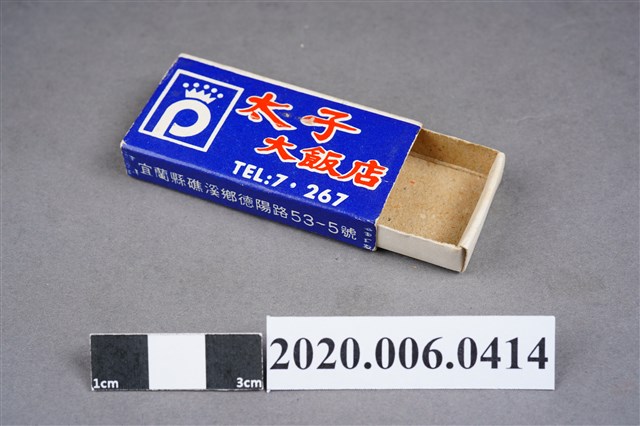 P
太子
大飯店
TEL:7・267
宜蘭縣礁溪鄉德陽路53-5號
1cm 3cm
2020.006.0414